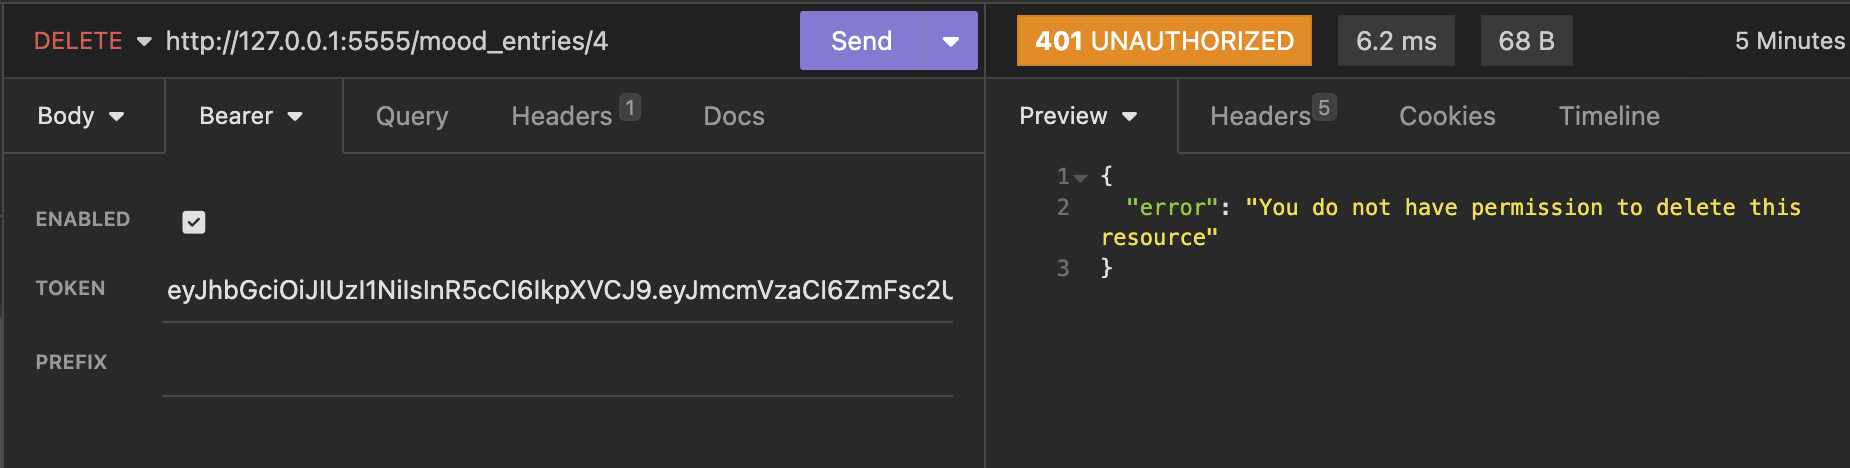 DELETE http://127.0.0.1:5555/mood_entries/4 Send 401 UNAUTHORIZED 6.2 ms 68 B 5 Minutes
Body Bearer Query Headers 1 Docs Preview Headers 5 Cookies Timeline
ENABLED
TOKEN eyJhbGciOiJIUzI1NiIsInR5cCI6IkpXVCJ9.eyJmcmVzaCI6ZmFsc2U
PREFIX
1 {
2 "error": "You do not have permission to delete this
resource"
3 }